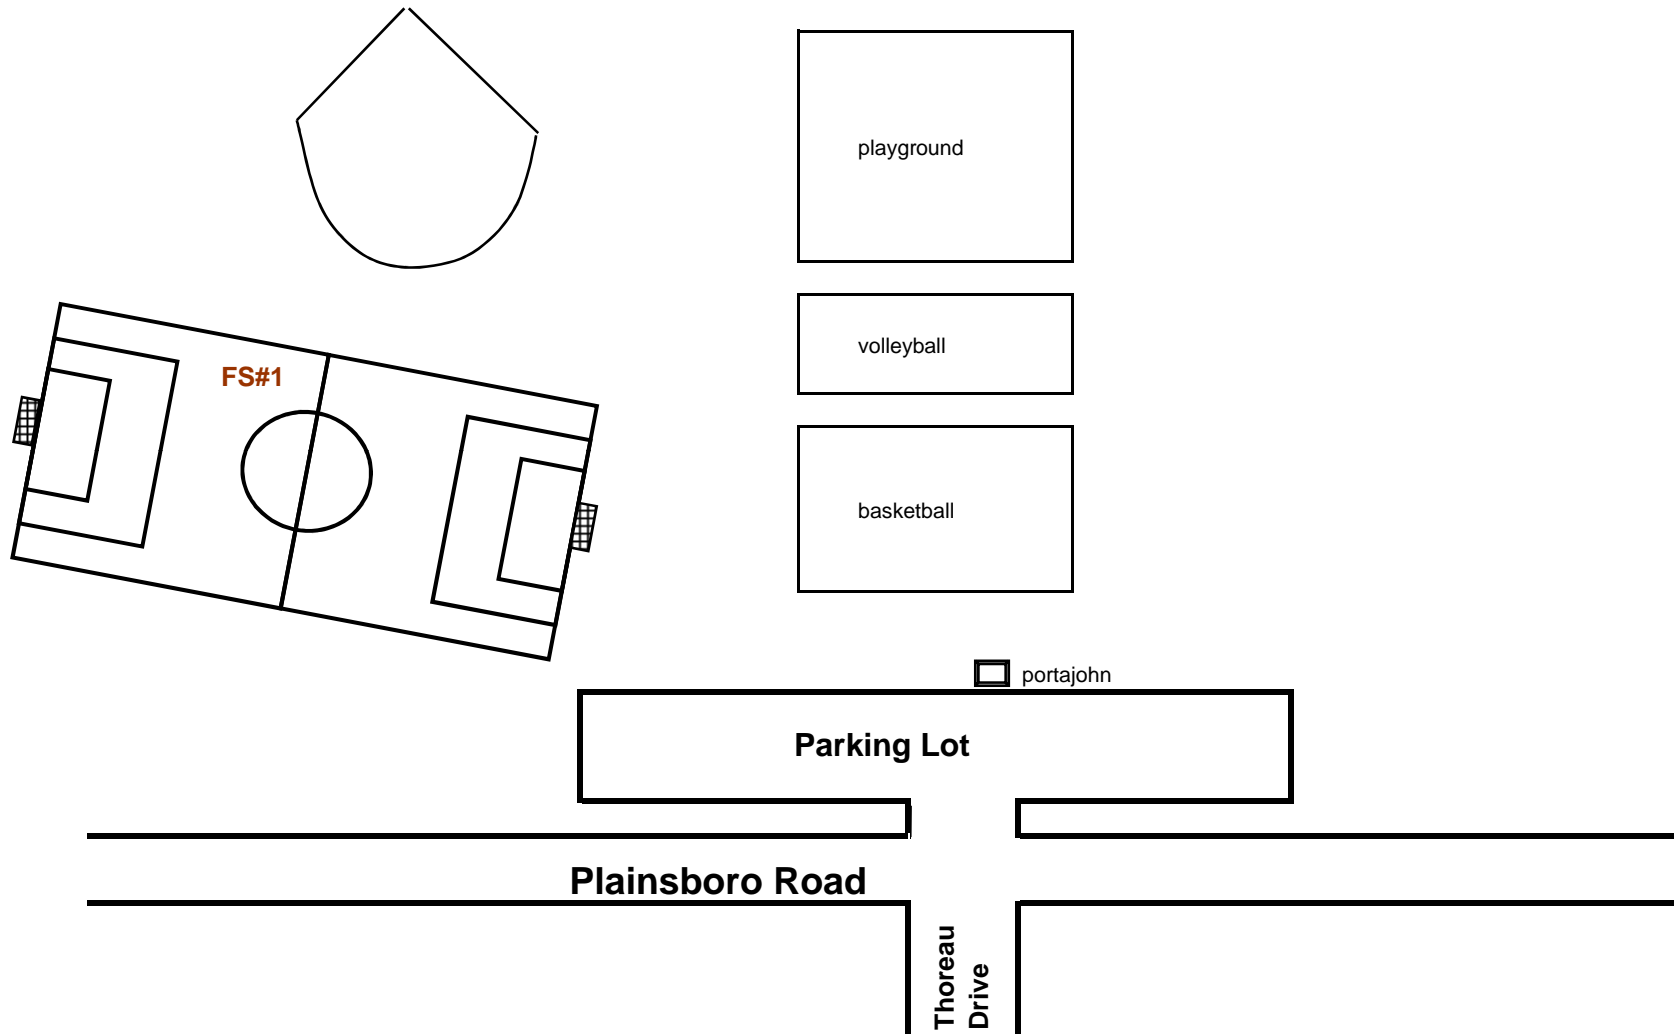 playground
volleyball
FS#1
basketball
portajohn
Parking Lot
Plainsboro Road
Thoreau
Drive